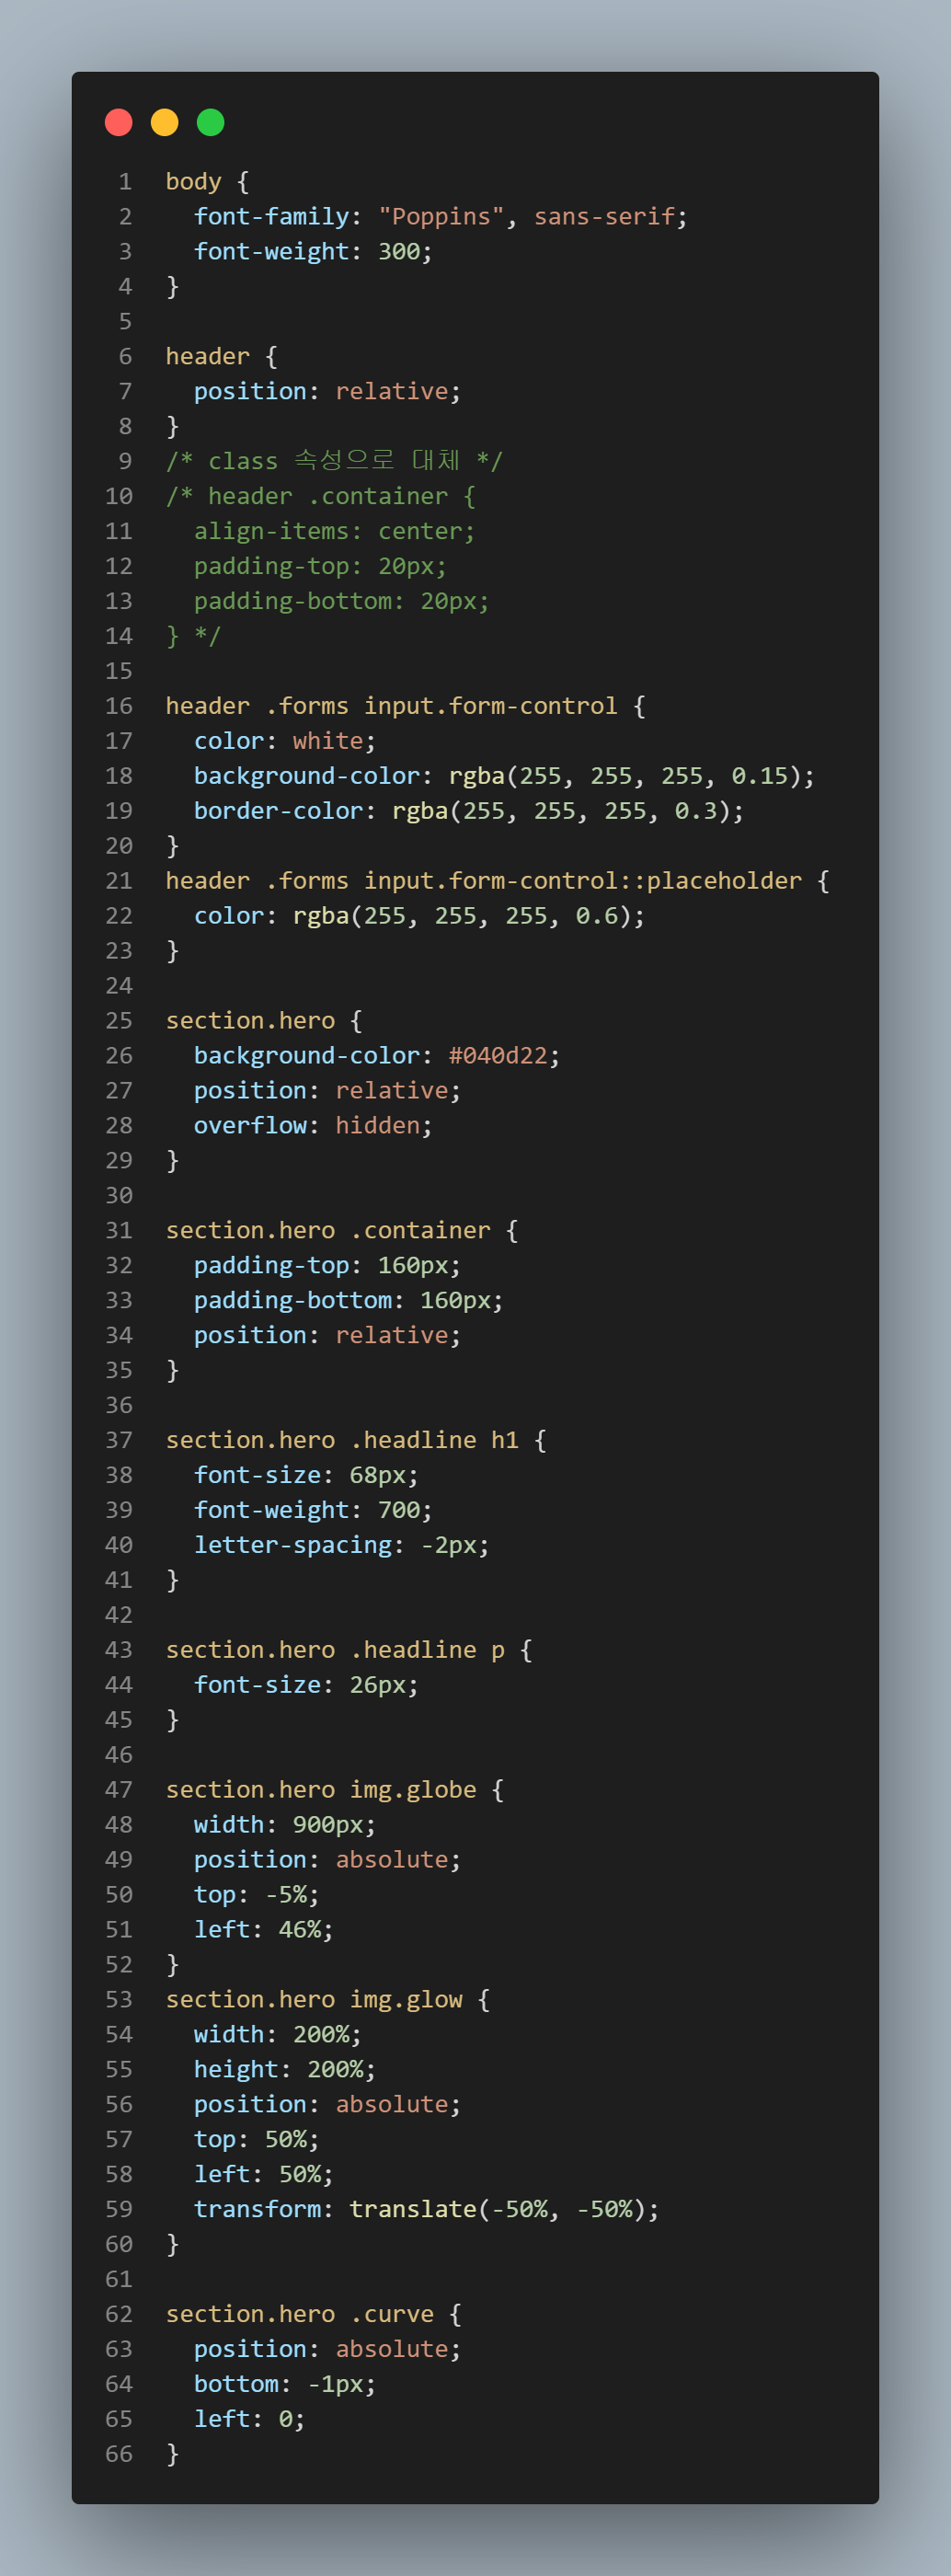 1 body {
2   font-family: "Poppins", sans-serif;
3   font-weight: 300;
4 }
5
6 header {
7   position: relative;
8 }
9 /* class 속성으로 대체 */
10 /* header .container {
11   align-items: center;
12   padding-top: 20px;
13   padding-bottom: 20px;
14 } */
15
16 header .forms input.form-control {
17   color: white;
18   background-color: rgba(255, 255, 255, 0.15);
19   border-color: rgba(255, 255, 255, 0.3);
20 }
21 header .forms input.form-control::placeholder {
22   color: rgba(255, 255, 255, 0.6);
23 }
24
25 section.hero {
26   background-color: #040d22;
27   position: relative;
28   overflow: hidden;
29 }
30
31 section.hero .container {
32   padding-top: 160px;
33   padding-bottom: 160px;
34   position: relative;
35 }
36
37 section.hero .headline h1 {
38   font-size: 68px;
39   font-weight: 700;
40   letter-spacing: -2px;
41 }
42
43 section.hero .headline p {
44   font-size: 26px;
45 }
46
47 section.hero img.globe {
48   width: 900px;
49   position: absolute;
50   top: -5%;
51   left: 46%;
52 }
53 section.hero img.glow {
54   width: 200%;
55   height: 200%;
56   position: absolute;
57   top: 50%;
58   left: 50%;
59   transform: translate(-50%, -50%);
60 }
61
62 section.hero .curve {
63   position: absolute;
64   bottom: -1px;
65   left: 0;
66 }